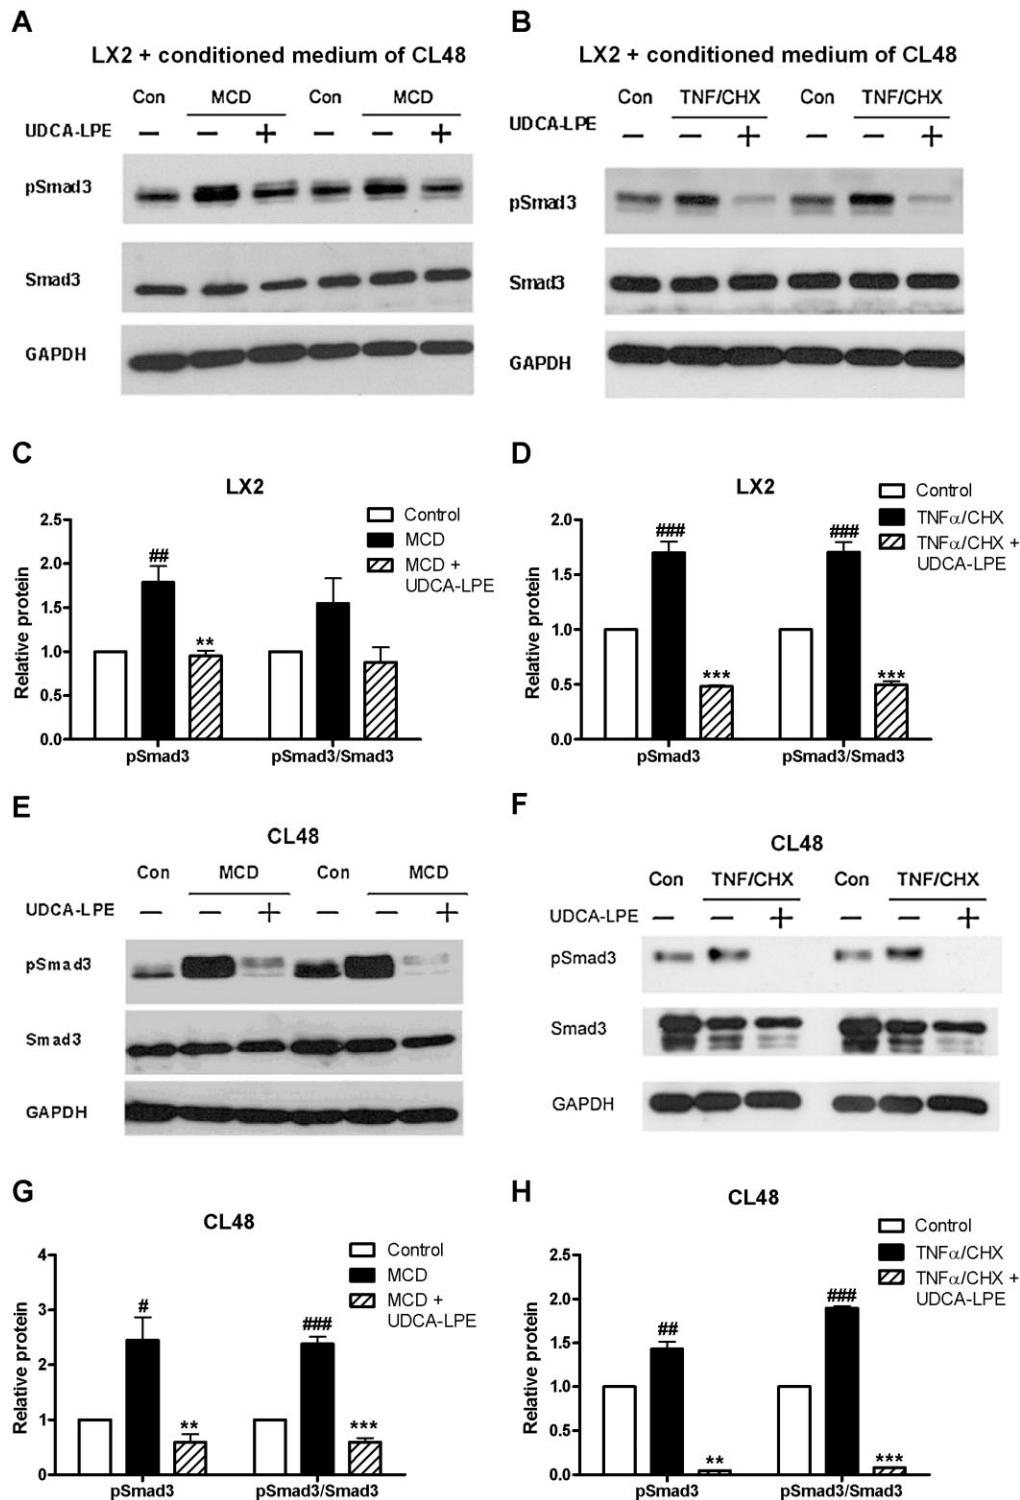 A
LX2 + conditioned medium of CL48
Con MCD Con MCD
UDCA-LPE − − + − − +
pSmad3
Smad3
GAPDH
B
LX2 + conditioned medium of CL48
Con TNF/CHX Con TNF/CHX
UDCA-LPE − − + − − +
pSmad3
Smad3
GAPDH
C
LX2
Control
MCD
MCD +
UDCA-LPE
Relative protein
2.5
2.0
1.5
1.0
0.5
0.0
##
**
pSmad3 pSmad3/Smad3
D
LX2
Control
TNFα/CHX
TNFα/CHX +
UDCA-LPE
Relative protein
2.0
1.5
1.0
0.5
0.0
### ###
*** ***
pSmad3 pSmad3/Smad3
E
CL48
Con MCD Con MCD
UDCA-LPE − − + − − +
pSmad3
Smad3
GAPDH
F
CL48
Con TNF/CHX Con TNF/CHX
UDCA-LPE − − + − − +
pSmad3
Smad3
GAPDH
G
CL48
Control
MCD
MCD +
UDCA-LPE
Relative protein
4
3
2
1
0
# ###
** ***
pSmad3 pSmad3/Smad3
H
CL48
Control
TNFα/CHX
TNFα/CHX +
UDCA-LPE
Relative protein
2.5
2.0
1.5
1.0
0.5
0.0
## ###
** ***
pSmad3 pSmad3/Smad3